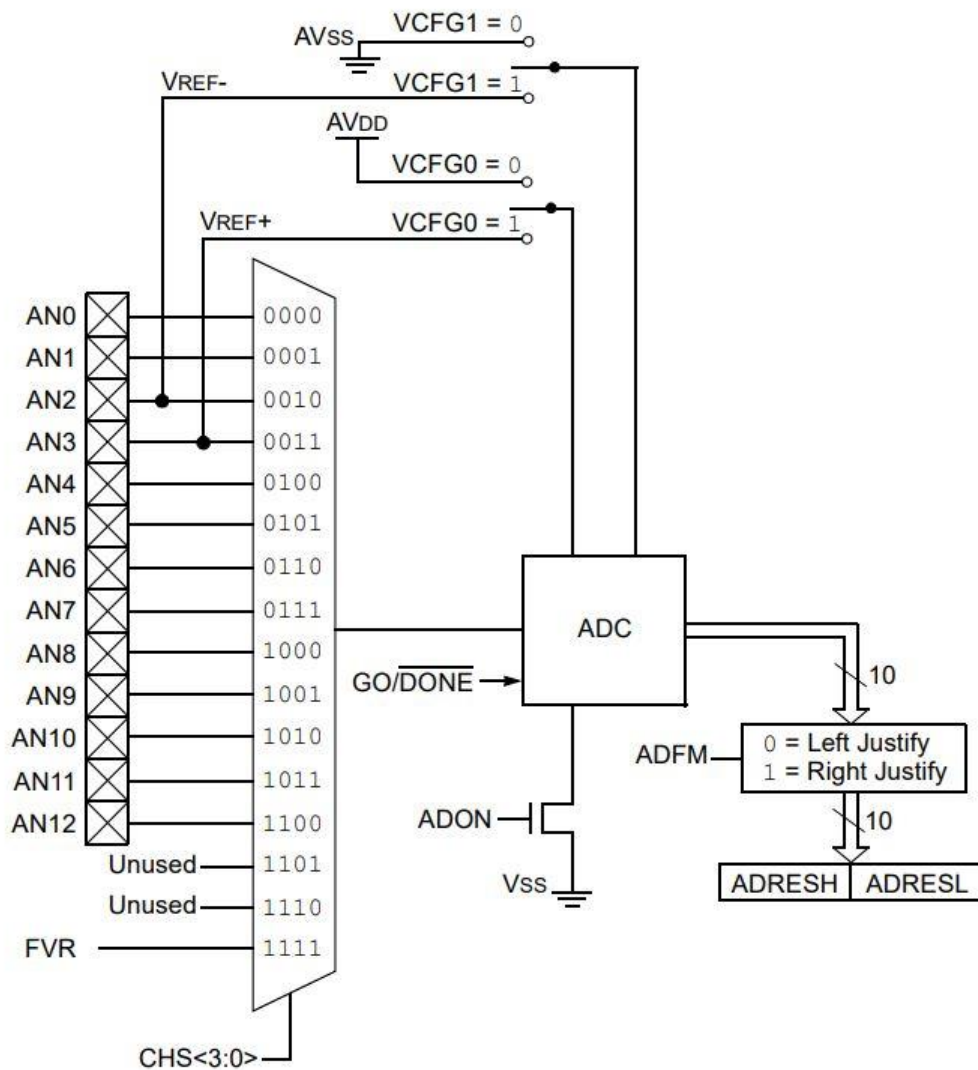 AVSS
VCFG1 = 0
VREF-
VCFG1 = 1
AVDD
VCFG0 = 0
VREF+
VCFG0 = 1
AN0 0000
AN1 0001
AN2 0010
AN3 0011
AN4 0100
AN5 0101
AN6 0110
AN7 0111
AN8 1000
AN9 1001
AN10 1010
AN11 1011
AN12 1100
Unused 1101
Unused 1110
FVR 1111
CHS<3:0>
ADC
GO/DONE
10
ADFM
0 = Left Justify
1 = Right Justify
10
ADON
VSS
ADRESH ADRESL